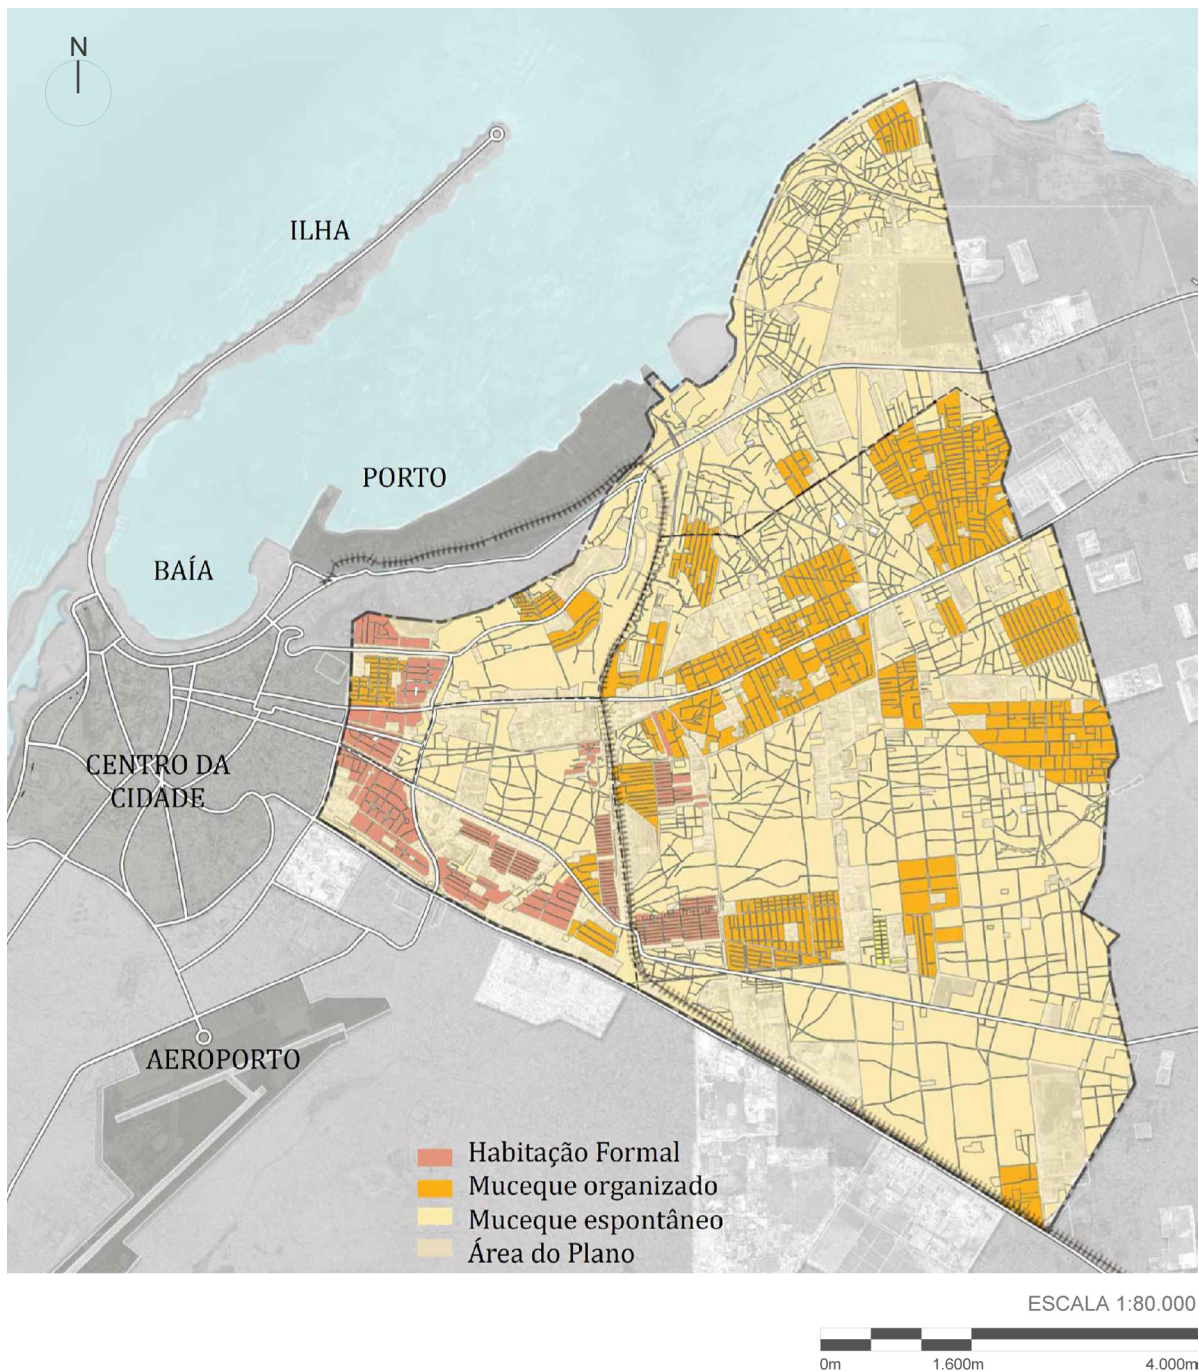 N
ILHA
PORTO
BAÍA
CENTRO DA
CIDADE
AEROPORTO
Habitação Formal
Muceque organizado
Muceque espontâneo
Área do Plano
ESCALA 1:80.000
0m 1.600m 4.000m